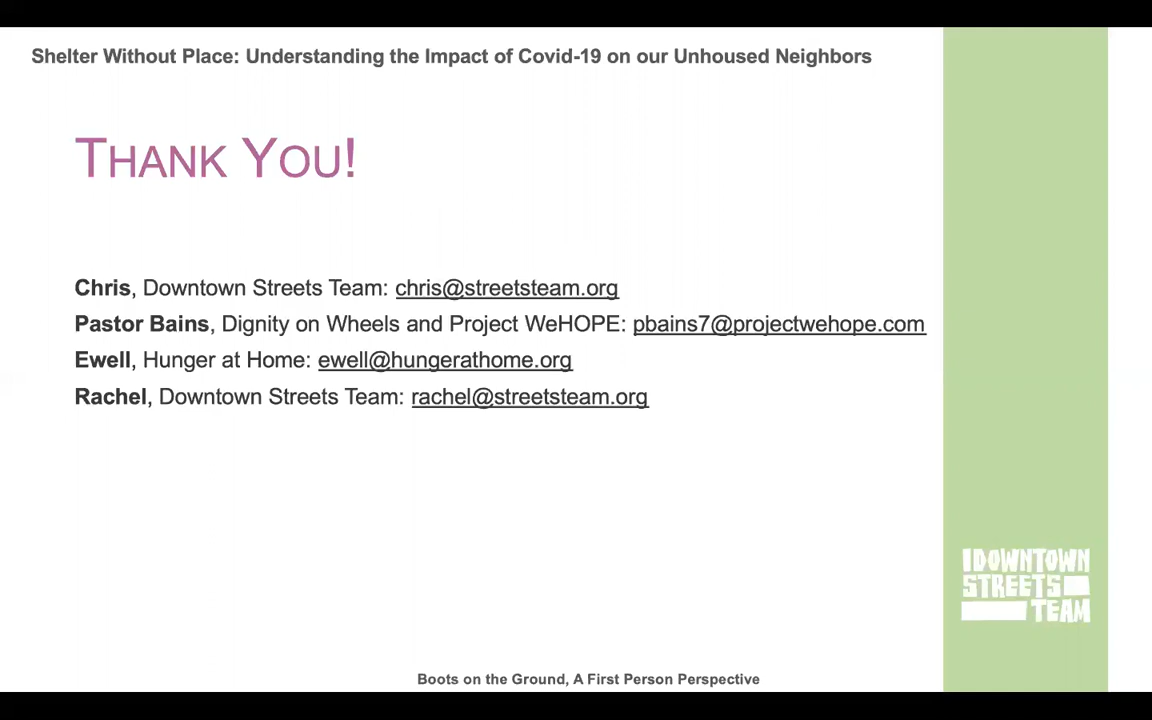 Shelter Without Place: Understanding the Impact of Covid-19 on our Unhoused Neighbors
THANK YOU!
Chris, Downtown Streets Team: chris@streetsteam.org
Pastor Bains, Dignity on Wheels and Project WeHOPE: pbains7@projectwehope.com
Ewell, Hunger at Home: ewell@hungerathome.org
Rachel, Downtown Streets Team: rachel@streetsteam.org
DOWNTOWN
STREETS
TEAM
Boots on the Ground, A First Person Perspective